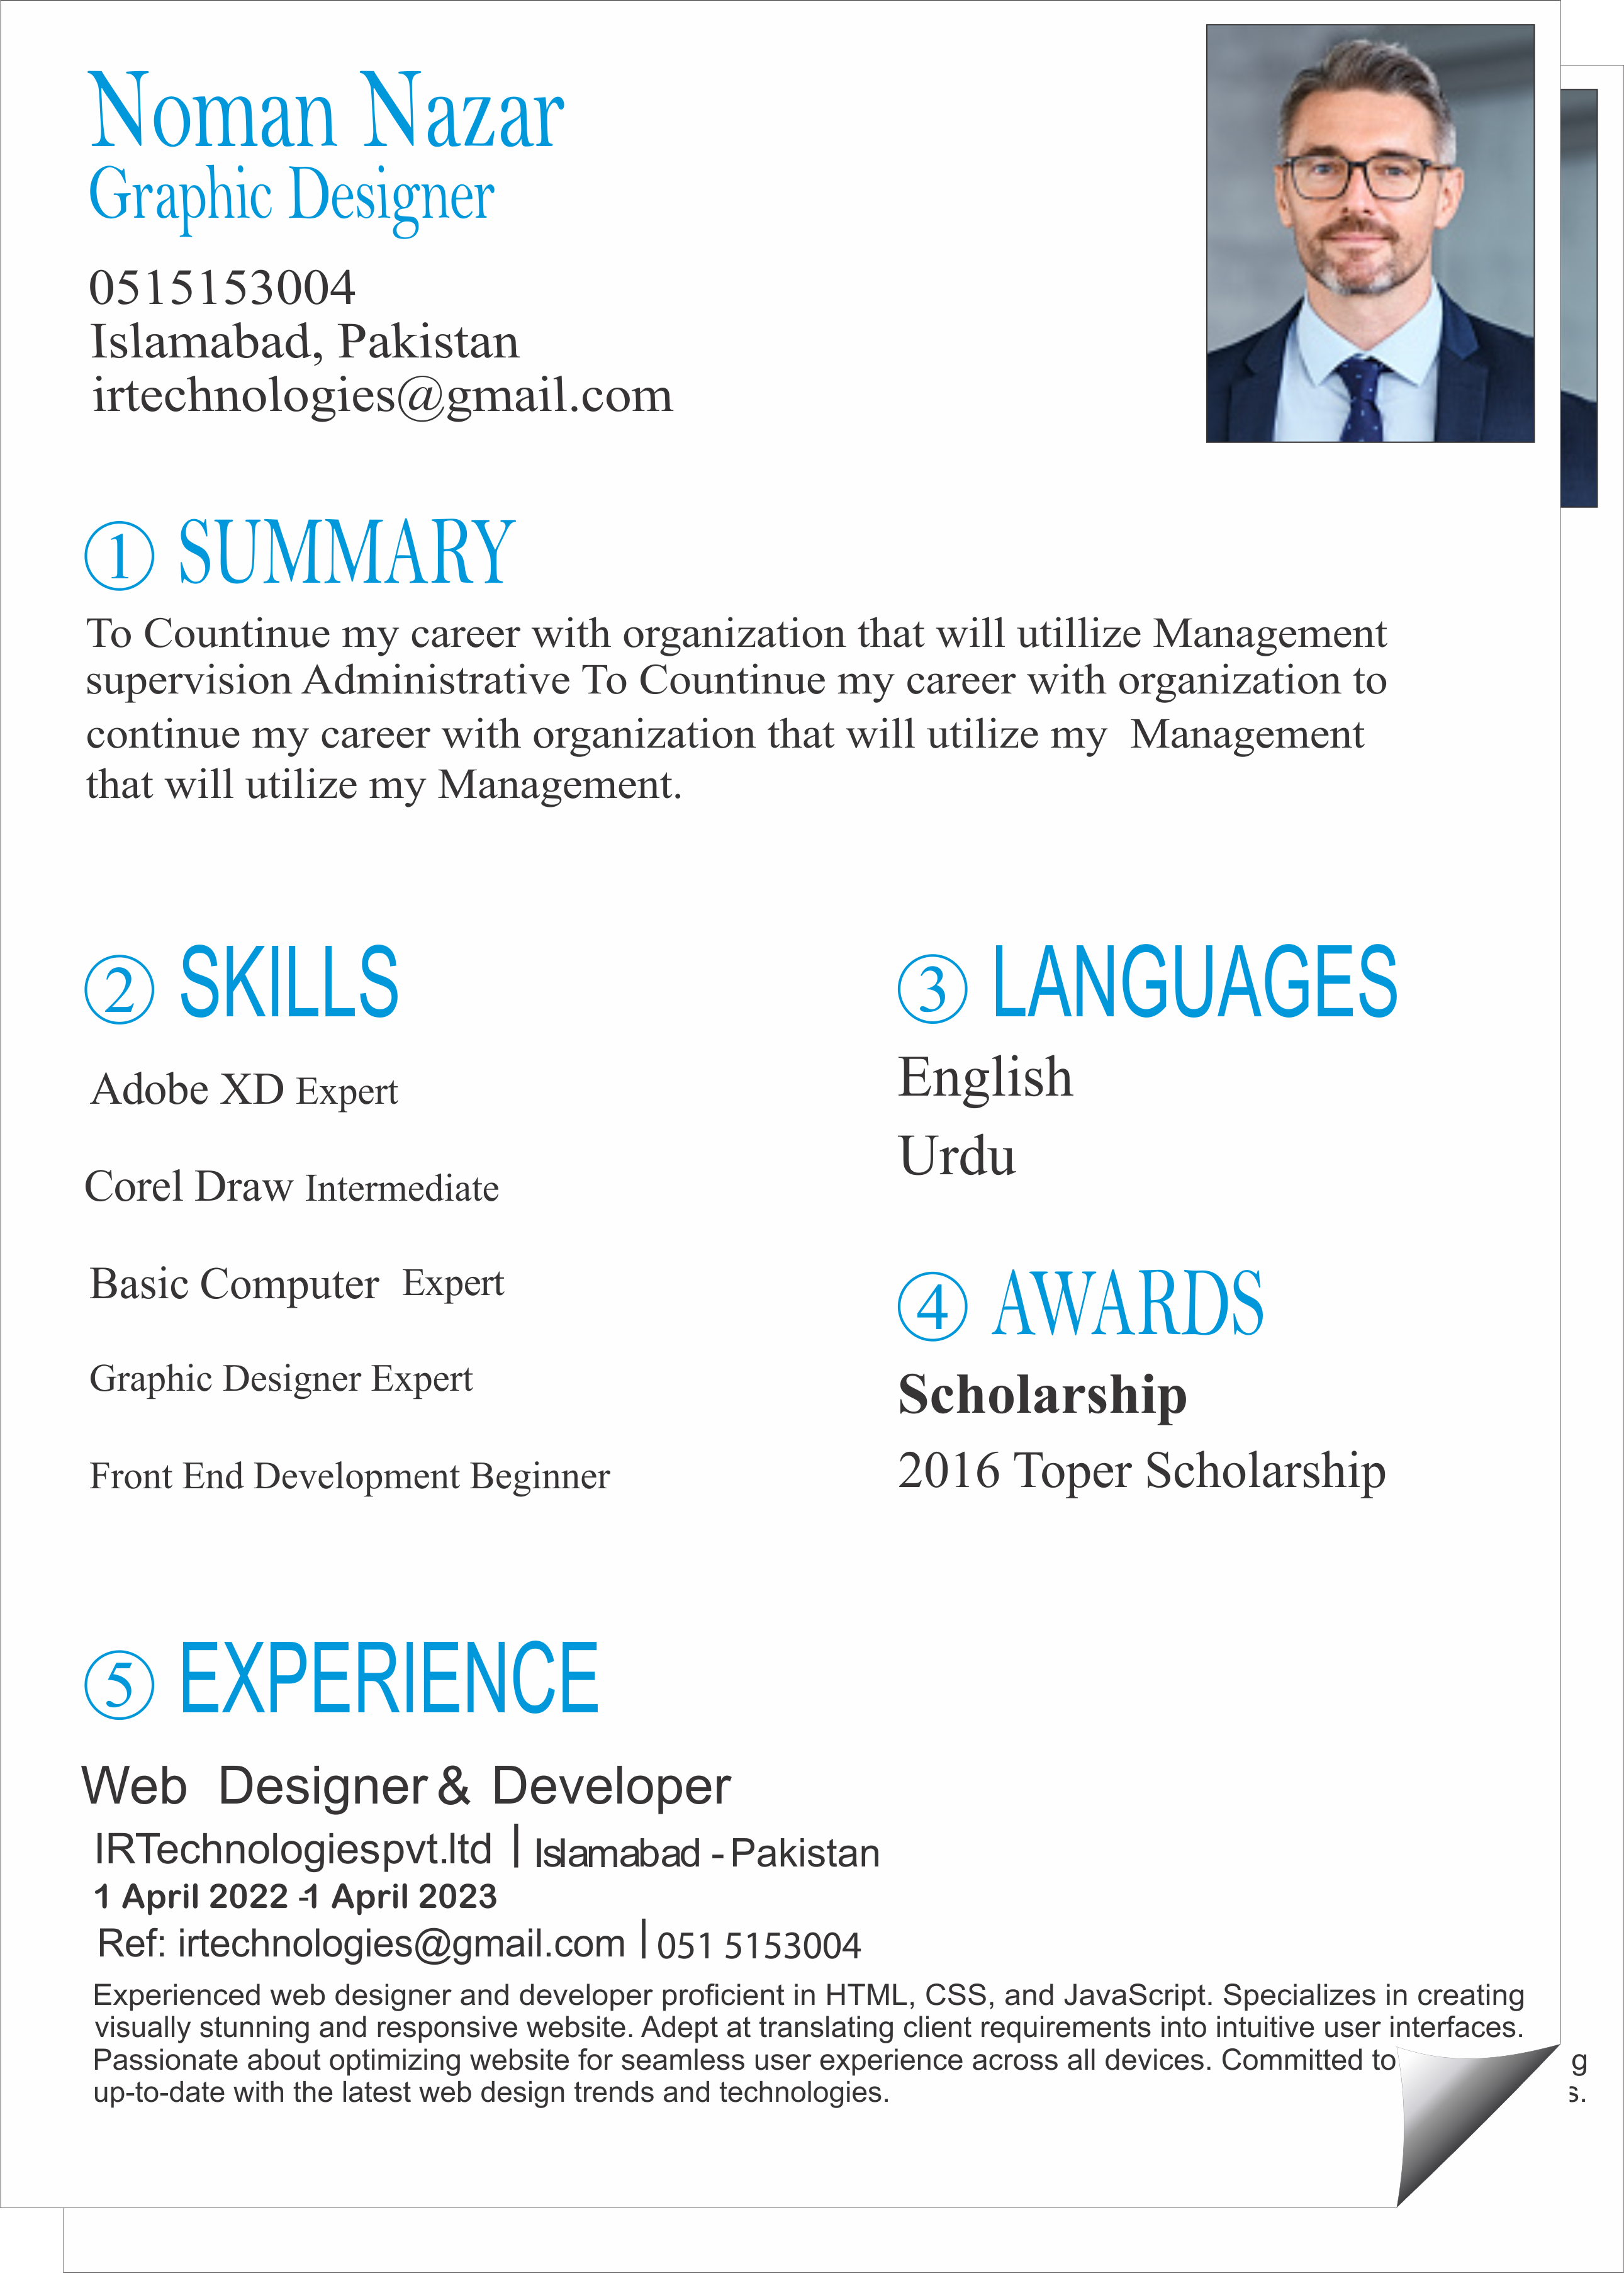 Noman Nazar
Graphic Designer
0515153004
Islamabad, Pakistan
irtechnologies@gmail.com
1 SUMMARY
To Countinue my career with organization that will utillize Management
supervision Administrative To Countinue my career with organization to
continue my career with organization that will utilize my Management
that will utilize my Management.
2 SKILLS
Adobe XD Expert
Corel Draw Intermediate
Basic Computer Expert
Graphic Designer Expert
Front End Development Beginner
3 LANGUAGES
English
Urdu
4 AWARDS
Scholarship
2016 Toper Scholarship
5 EXPERIENCE
Web Designer & Developer
IRTechnologiespvt.ltd | Islamabad - Pakistan
1 April 2022 -1 April 2023
Ref: irtechnologies@gmail.com | 051 5153004
Experienced web designer and developer proficient in HTML, CSS, and JavaScript. Specializes in creating
visually stunning and responsive website. Adept at translating client requirements into intuitive user interfaces.
Passionate about optimizing website for seamless user experience across all devices. Committed to
up-to-date with the latest web design trends and technologies.